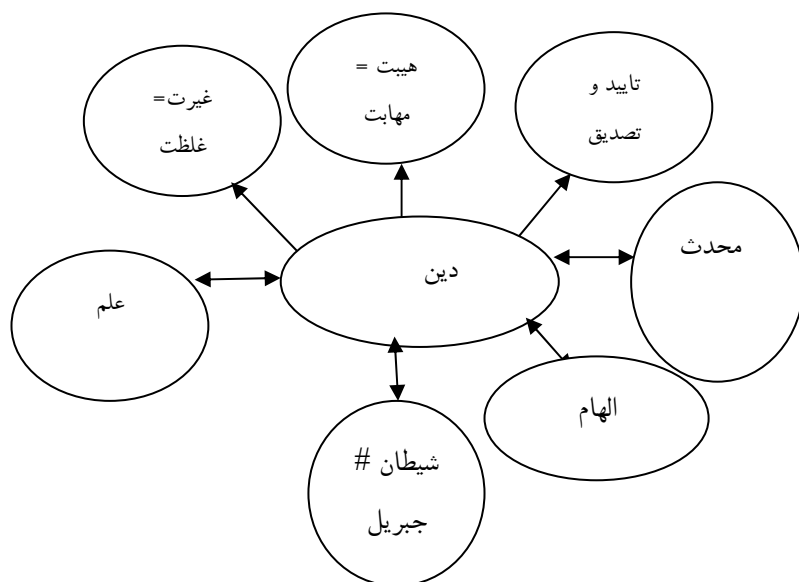 هیبت =
مهابت
تایید و
تصدیق
غیرت=
غلظت
محدث
دین
علم
الهام
شیطان #
جبریل